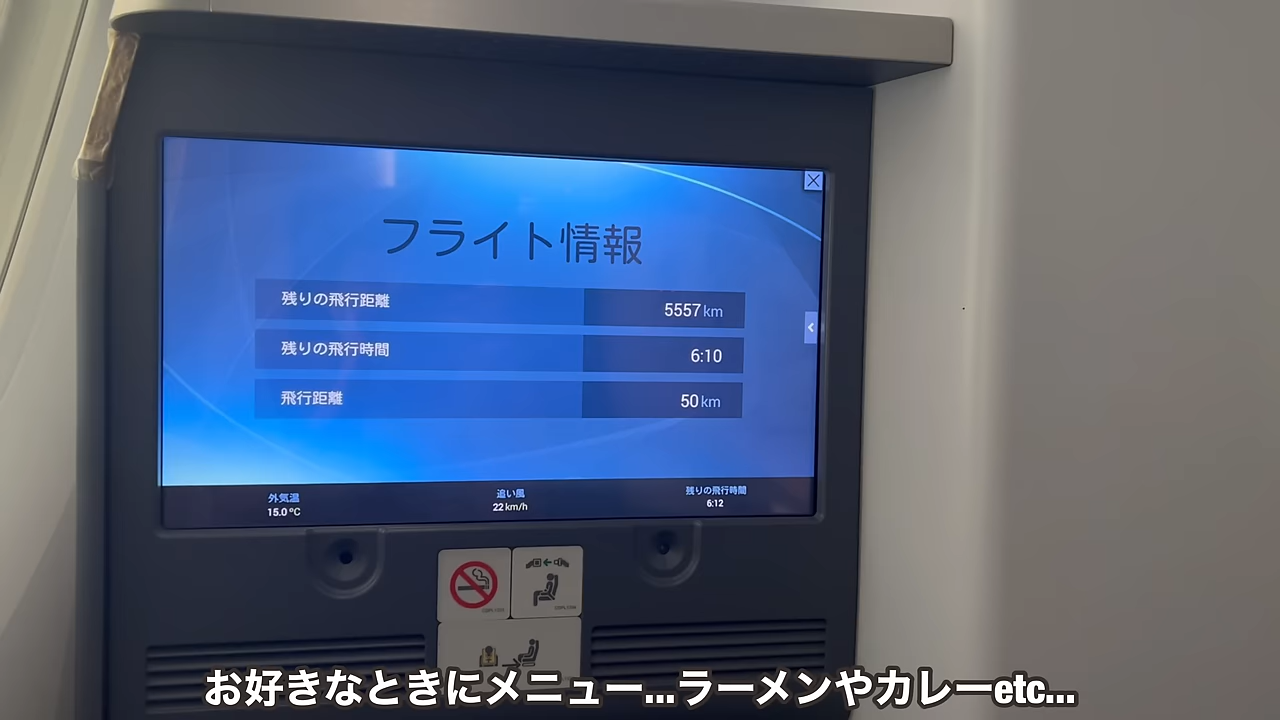 フライト情報
残りの飛行距離 5557 km
残りの飛行時間 6:10
飛行距離 50 km
外気温 追い風 残りの飛行時間
15.0 ºC 22 km/h 6:12
お好きなときにメニュー...ラーメンやカレーetc...